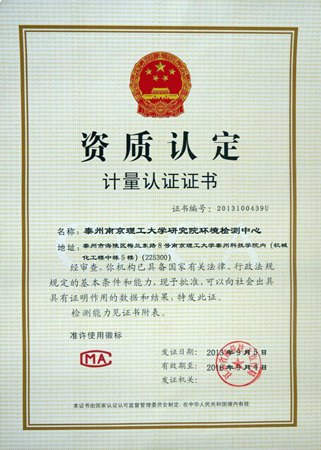 资质认定
计量认证证书
证书编号：2013100439U
名称：泰州南京理工大学研究院环境检测中心
地址：泰州市海陵区梅兰东路8号南京理工大学泰州科技学院内（机械
化工楼中栋5楼）(225300)
经审查，你机构已具备国家有关法律、行政法规
规定的基本条件和能力，现予批准，可以向社会出具
具有证明作用的数据和结果，特发此证。
检测能力见证书附表。
准许使用徽标
CMA
发证日期：2013年9月5日
有效期至：2016年9月4日
发证机关：
本证书由国家认证认可监督管理委员会制定，在中华人民共和国境内有效